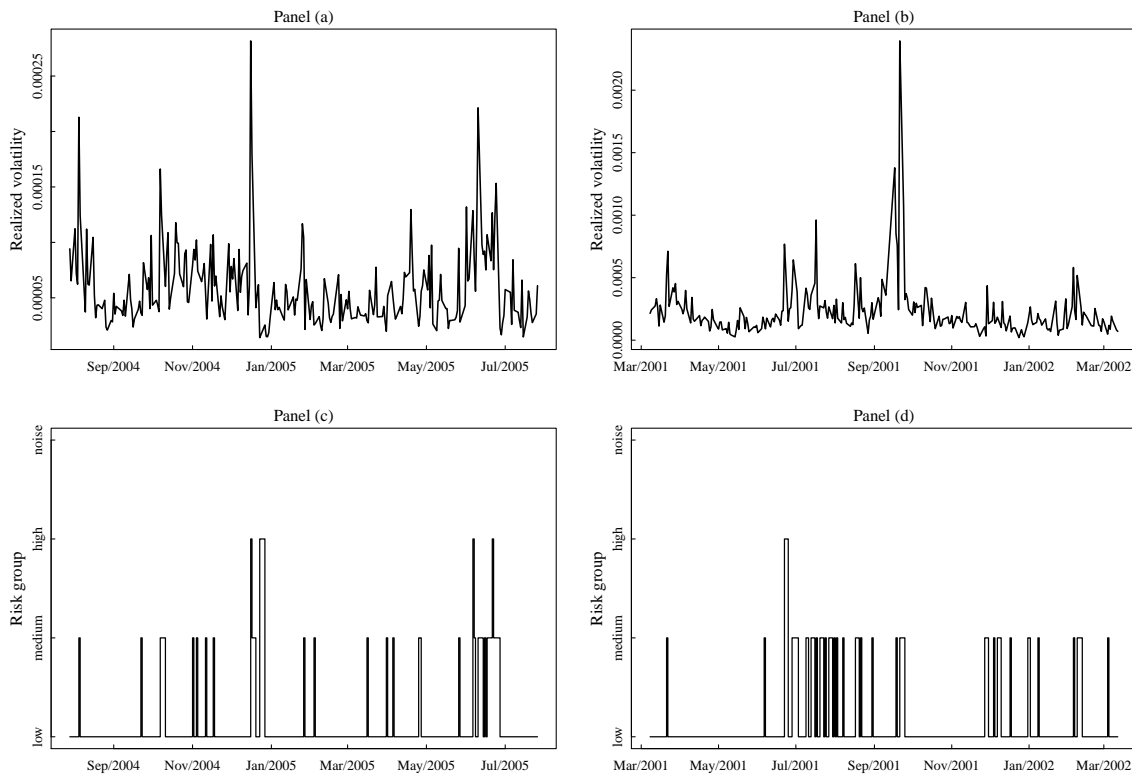 Panel (a)
Realized volatility
0.00025
0.00015
0.00005
Sep/2004 Nov/2004 Jan/2005 Mar/2005 May/2005 Jul/2005
Panel (b)
Realized volatility
0.0020
0.0015
0.0010
0.0005
0.0000
Mar/2001 May/2001 Jul/2001 Sep/2001 Nov/2001 Jan/2002 Mar/2002
Panel (c)
Risk group
noise
high
medium
low
Sep/2004 Nov/2004 Jan/2005 Mar/2005 May/2005 Jul/2005
Panel (d)
Risk group
noise
high
medium
low
Mar/2001 May/2001 Jul/2001 Sep/2001 Nov/2001 Jan/2002 Mar/2002